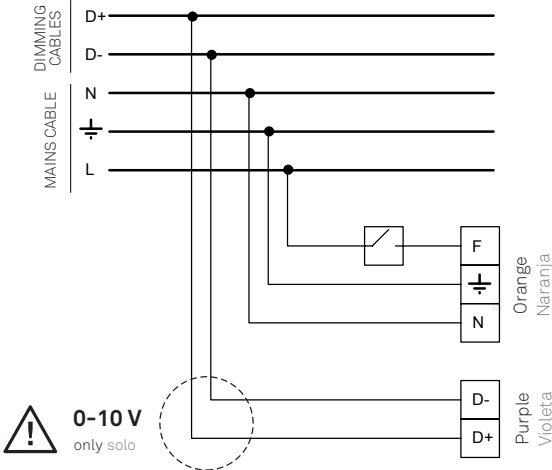 DIMMING
CABLES
D+
D-
MAINS CABLE
N
L
F
N
Orange
Naranja
0-10 V
only solo
D-
D+
Purple
Violeta